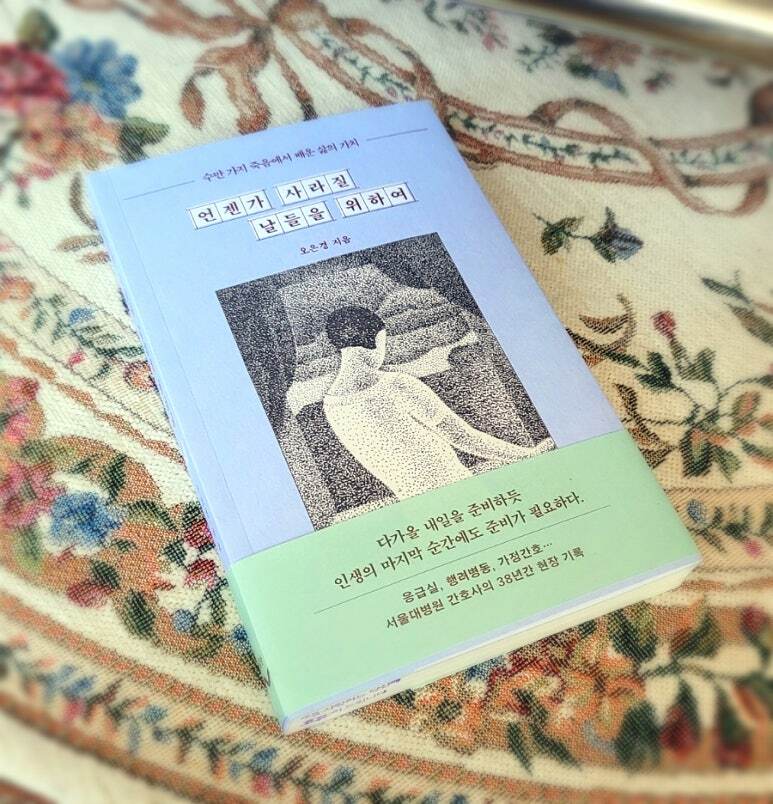 수만 가지 죽음에서 배운 삶의 가치
언젠가 사라질
날들을 위하여
오은경 지음
다가올 내일을 준비하듯
인생의 마지막 순간에도 준비가 필요하다.
응급실, 행려병동, 가정간호…
서울대병원 간호사의 38년간 현장 기록